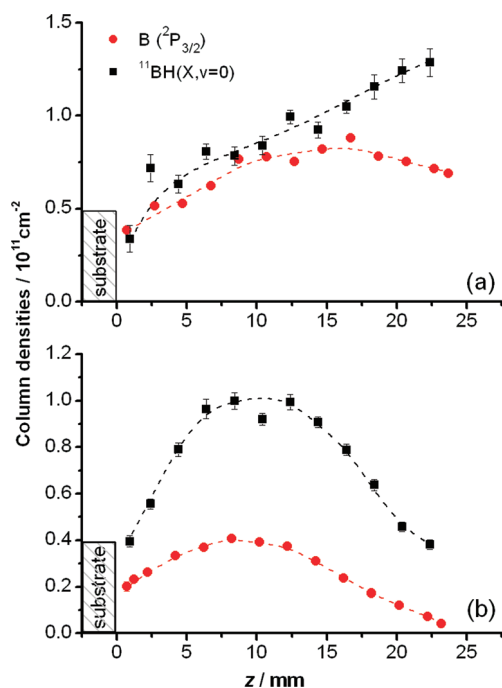 B (²P₃/₂)
¹¹BH(X,v=0)
(a)
substrate
1.5
1.0
0.5
0.0
0 5 10 15 20 25
Column densities / 10¹¹cm⁻²
(b)
substrate
1.2
1.0
0.8
0.6
0.4
0.2
0.0
0 5 10 15 20 25
z / mm